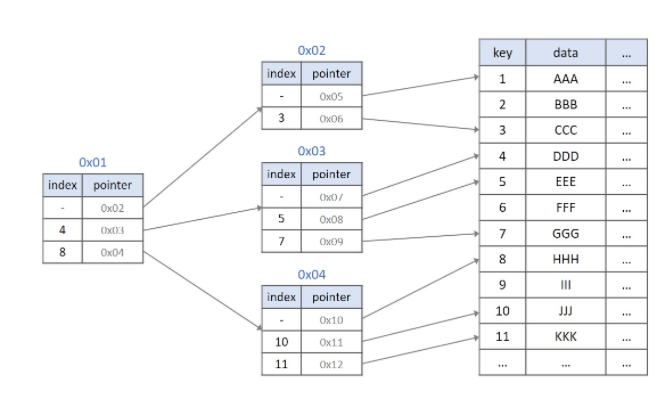 0x01
index pointer
- 0x02
4 0x03
8 0x04
0x02
index pointer
- 0x05
3 0x06
0x03
index pointer
- 0x07
5 0x08
7 0x09
0x04
index pointer
- 0x10
10 0x11
11 0x12
key data ...
1 AAA ...
2 BBB ...
3 CCC ...
4 DDD ...
5 EEE ...
6 FFF ...
7 GGG ...
8 HHH ...
9 III ...
10 JJJ ...
11 KKK ...
... ... ...